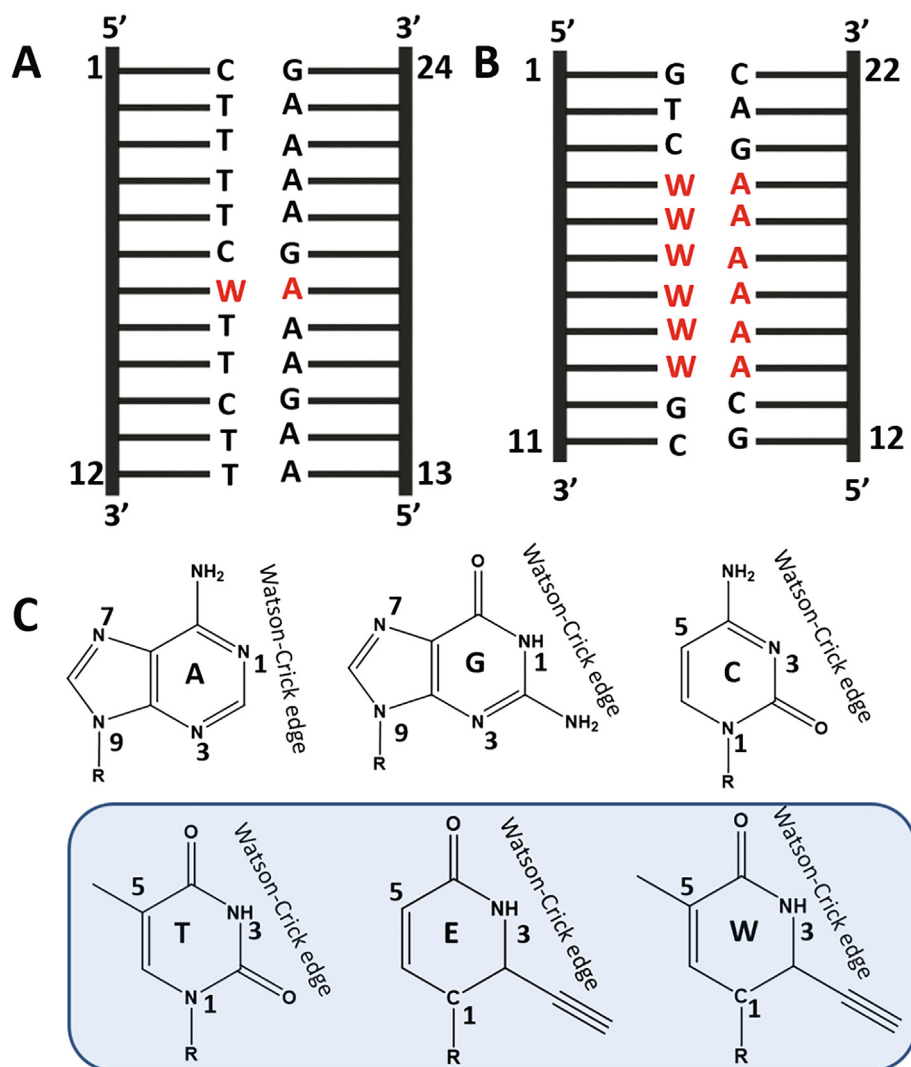 A
5’ 3’
1 C G 24
T A
T A
T A
T A
C G
W A
T A
T A
C G
T A
12 T A 13
3’ 5’
B
5’ 3’
1 G C 22
T A
C G
W A
W A
W A
W A
W A
W A
G C
11 C G 12
3’ 5’
C
NH₂
7
N
A
N
1
N
9
N
3
R
Watson-Crick edge
O
7
N
G
NH
1
N
9
N
3
NH₂
R
Watson-Crick edge
NH₂
5
C
N
3
N
1
O
R
Watson-Crick edge
O
5
T
NH
3
N
1
O
R
Watson-Crick edge
O
5
E
NH
3
C
1
R
Watson-Crick edge
O
5
W
NH
3
C
1
R
Watson-Crick edge